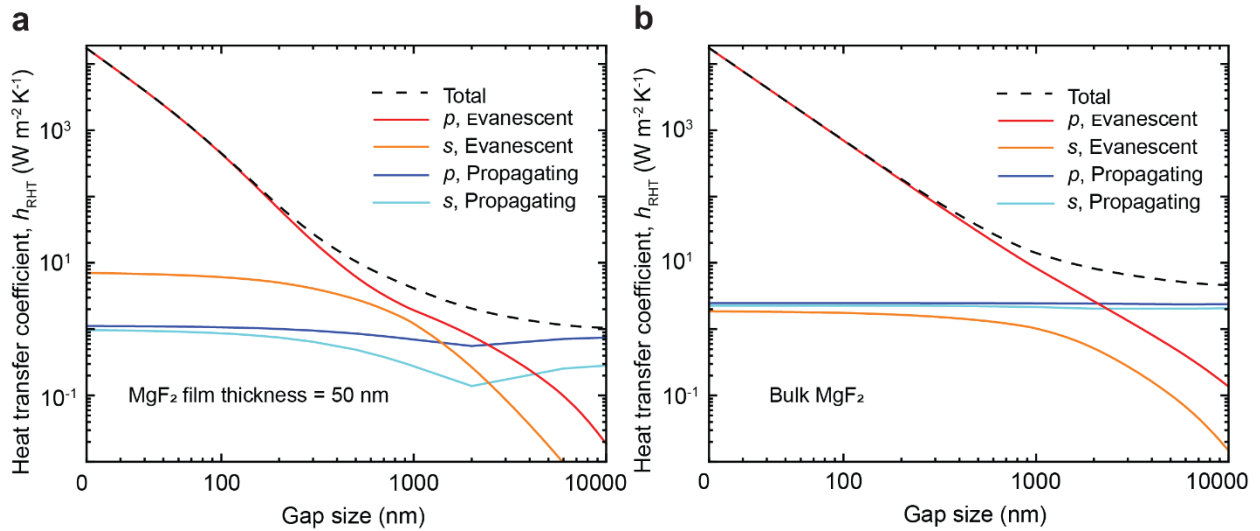 a
Heat transfer coefficient, hRHT (W m-2 K-1)
10³
10¹
10-1
Total
p, Evanescent
s, Evanescent
p, Propagating
s, Propagating
MgF₂ film thickness = 50 nm
0 100 1000 10000
Gap size (nm)
b
Heat transfer coefficient, hRHT (W m-2 K-1)
10³
10¹
10-1
Total
p, Evanescent
s, Evanescent
p, Propagating
s, Propagating
Bulk MgF₂
0 100 1000 10000
Gap size (nm)